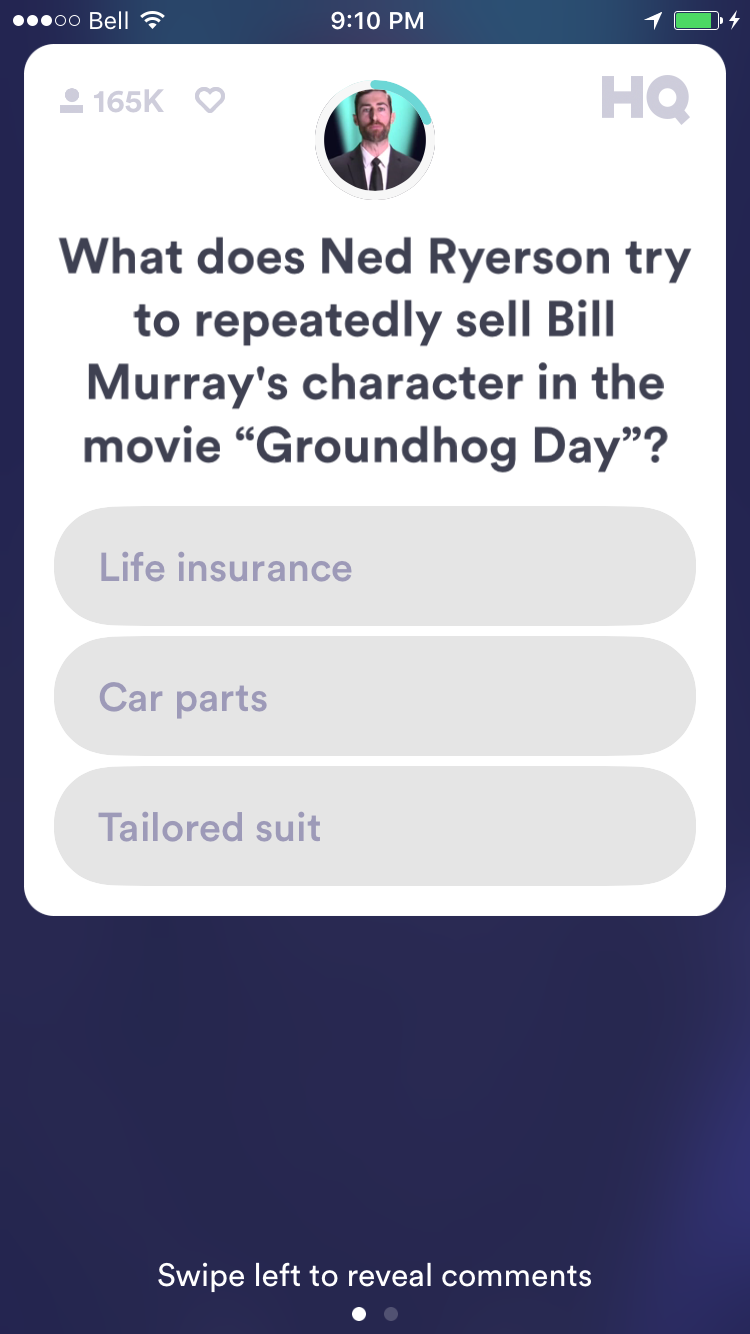 Bell 9:10 PM
165K HQ
What does Ned Ryerson try
to repeatedly sell Bill
Murray's character in the
movie “Groundhog Day”?
Life insurance
Car parts
Tailored suit
Swipe left to reveal comments